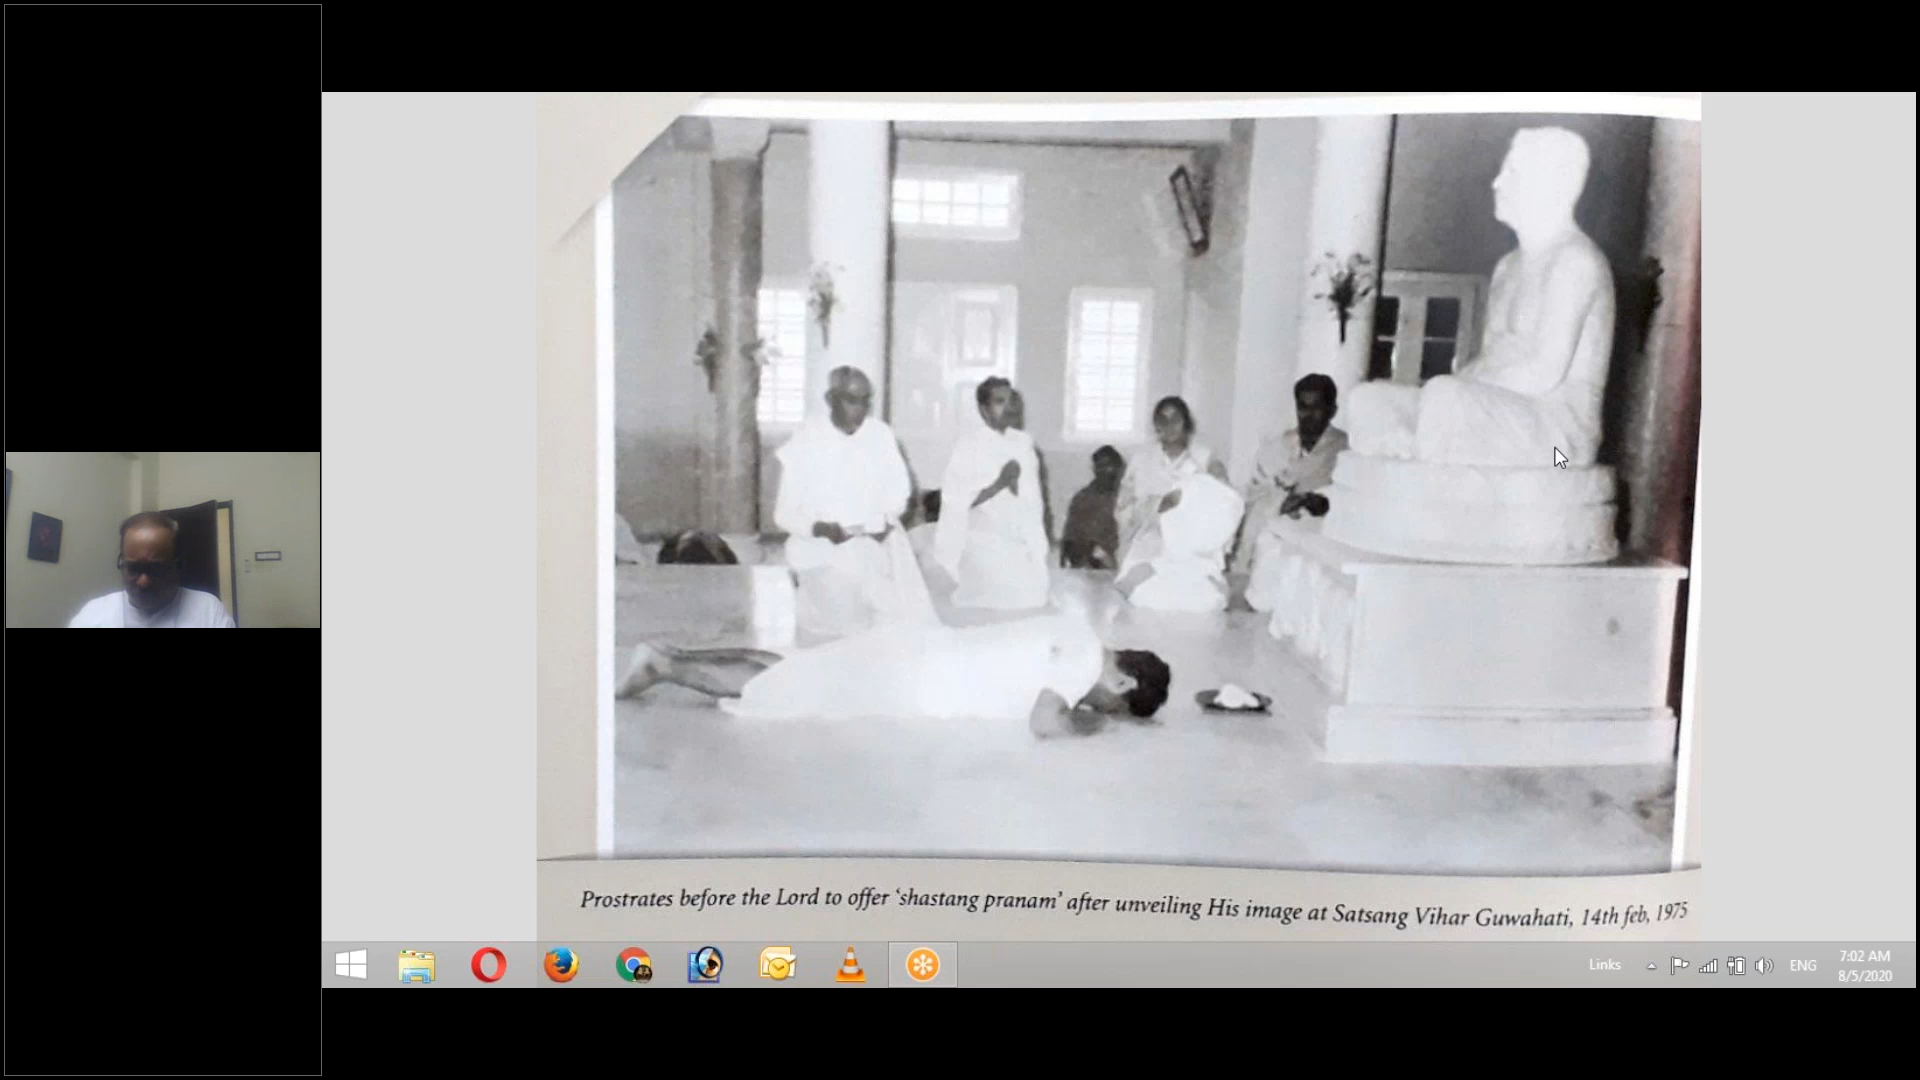 Prostrates before the Lord to offer ‘shastang pranam’ after unveiling His image at Satsang Vihar Guwahati, 14th feb, 1975
Links
ENG
7:02 AM
8/5/2020